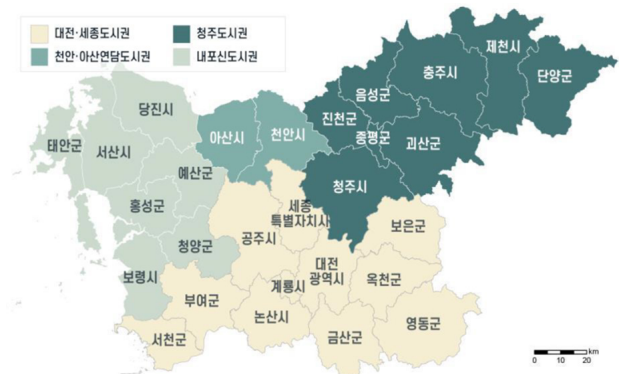 대전·세종도시권
청주도시권
천안·아산연담도시권
내포신도시권
제천시
충주시
단양군
음성군
당진시
진천군
아산시
천안시
증평군
괴산군
태안군
서산시
예산군
청주시
홍성군
세종
특별자치시
보은군
공주시
청양군
대전
광역시
보령시
옥천군
계룡시
부여군
논산시
영동군
서천군
금산군
km
0 10 20